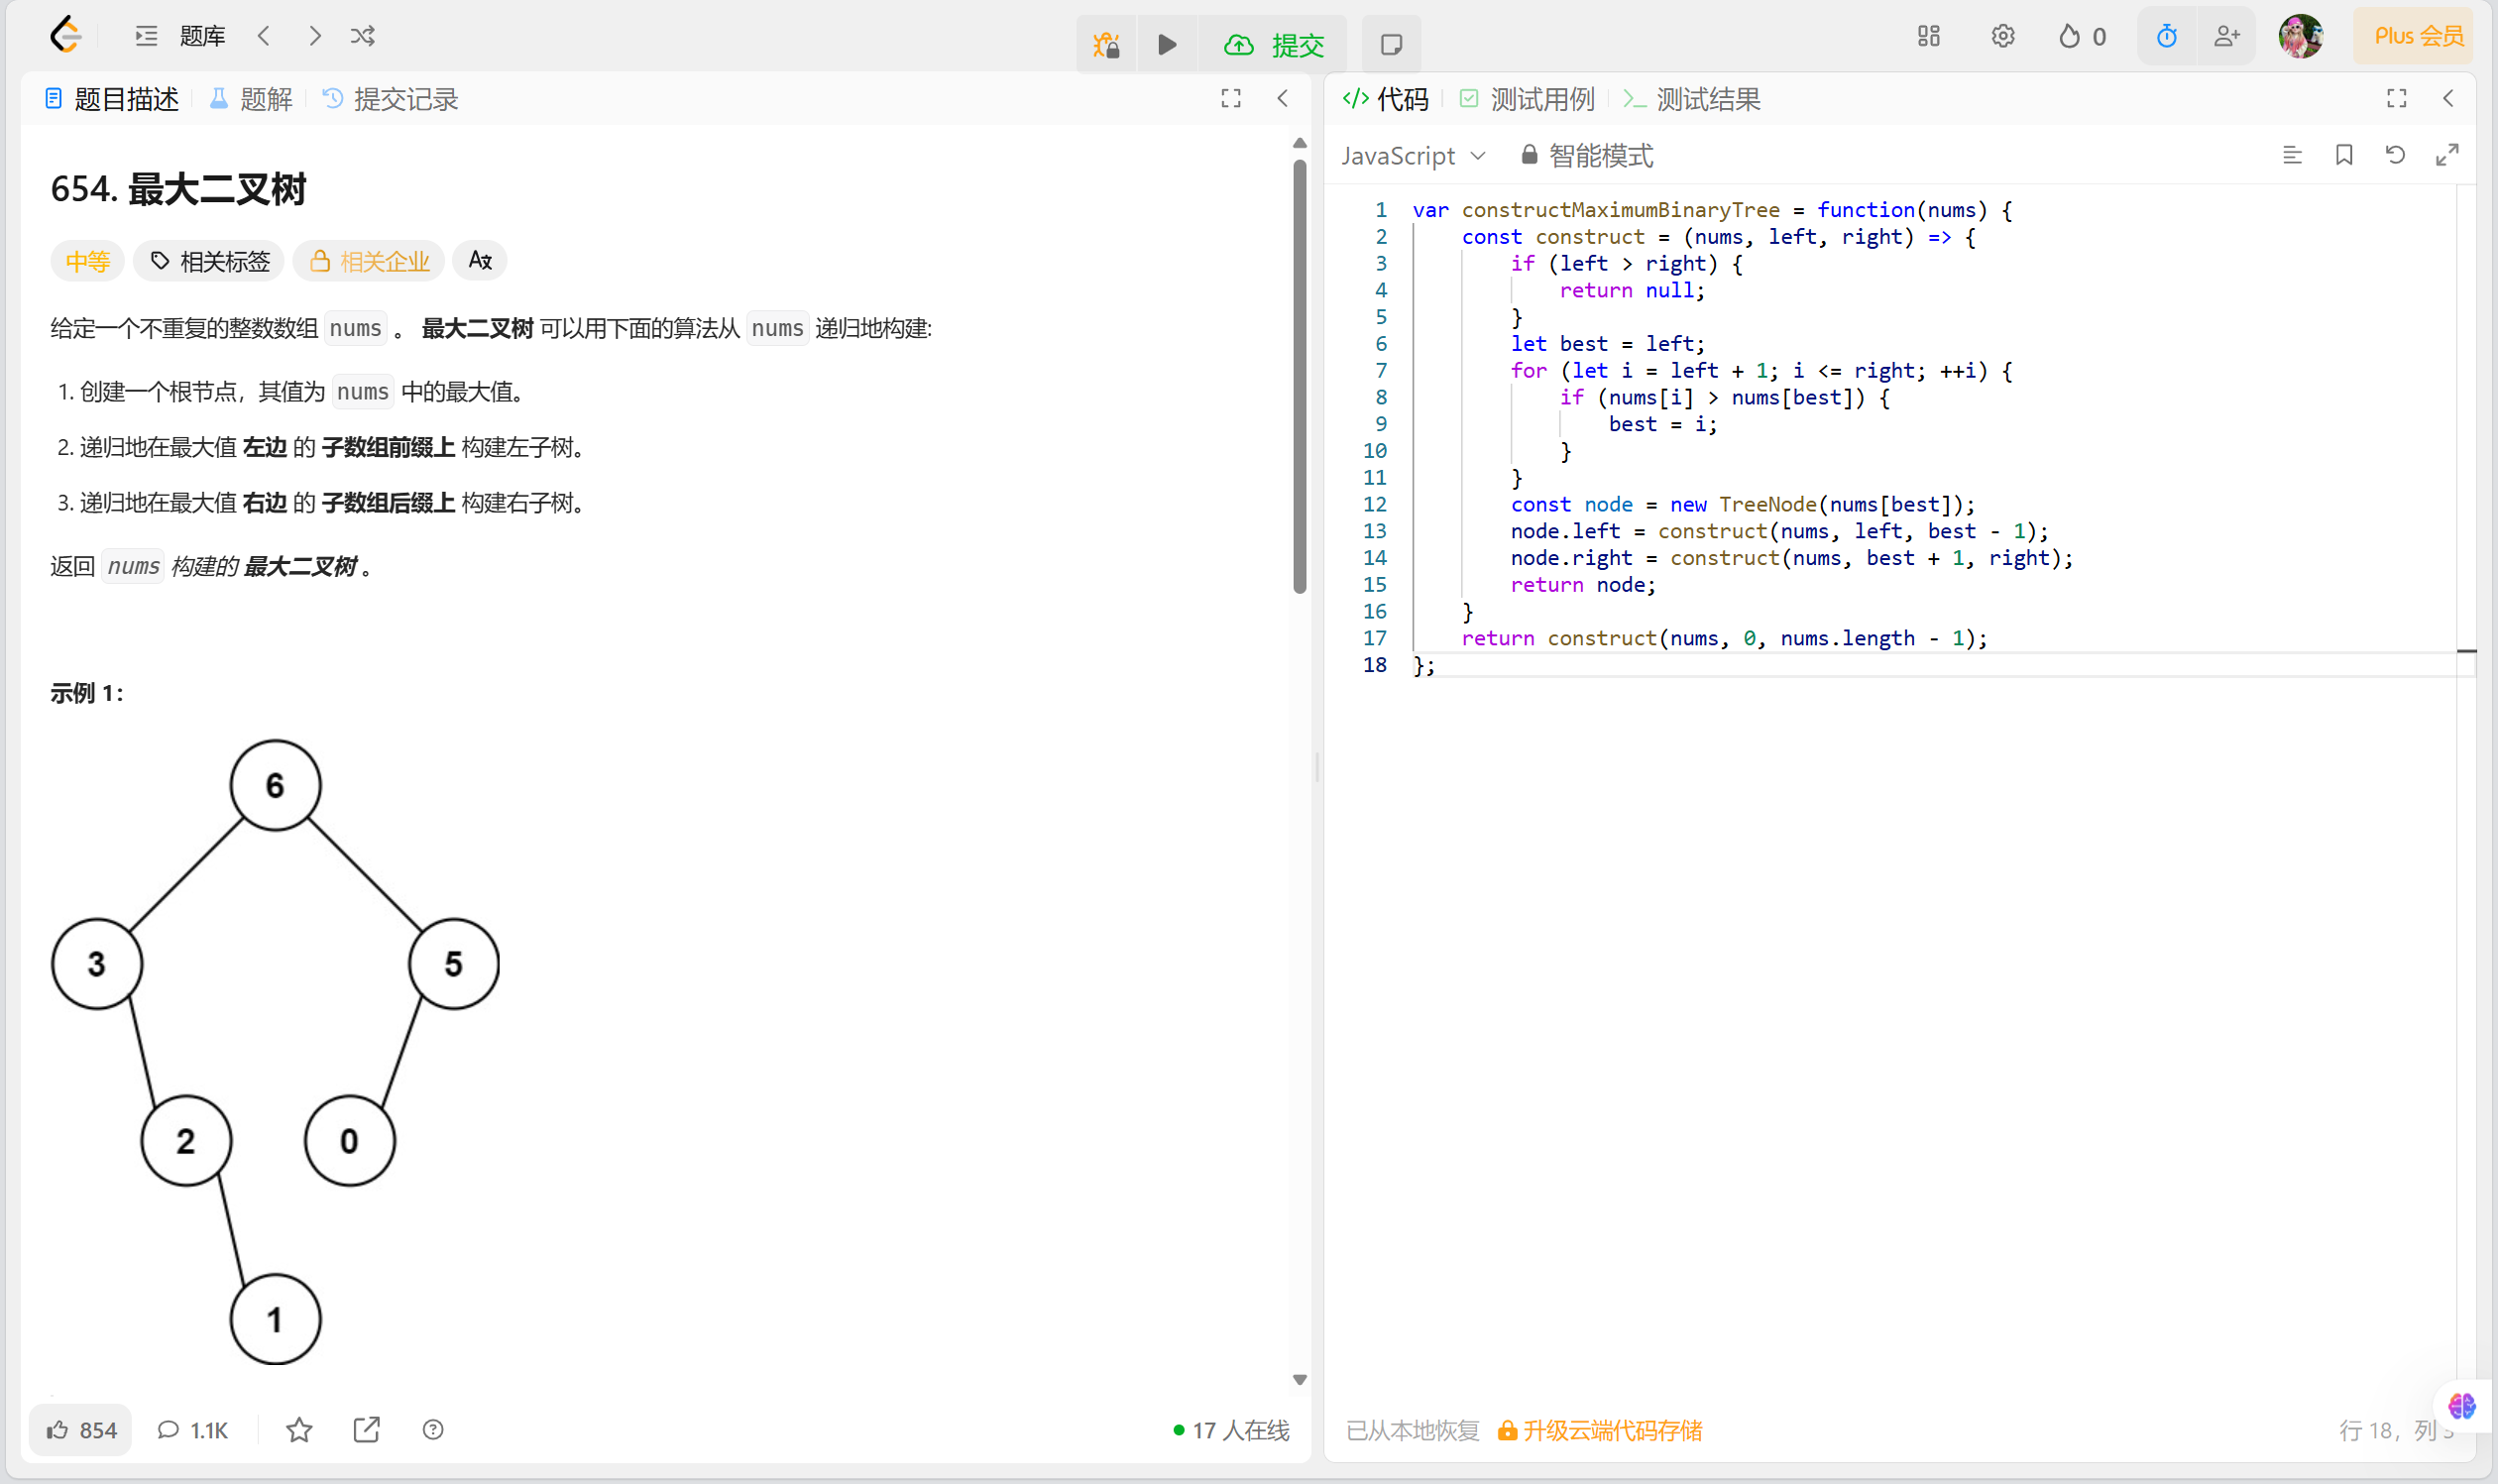 题库
提交
0
Plus 会员
题目描述
题解
提交记录
654. 最大二叉树
中等
相关标签
相关企业
给定一个不重复的整数数组 nums 。 最大二叉树 可以用下面的算法从 nums 递归地构建:
1. 创建一个根节点，其值为 nums 中的最大值。
2. 递归地在最大值 左边 的 子数组前缀上 构建左子树。
3. 递归地在最大值 右边 的 子数组后缀上 构建右子树。
返回 nums 构建的 最大二叉树 。
示例 1：
6
3
5
2
0
1
854
1.1K
17 人在线
代码
测试用例
测试结果
JavaScript
智能模式
1 var constructMaximumBinaryTree = function(nums) {
2     const construct = (nums, left, right) => {
3         if (left > right) {
4             return null;
5         }
6         let best = left;
7         for (let i = left + 1; i <= right; ++i) {
8             if (nums[i] > nums[best]) {
9                 best = i;
10             }
11         }
12         const node = new TreeNode(nums[best]);
13         node.left = construct(nums, left, best - 1);
14         node.right = construct(nums, best + 1, right);
15         return node;
16     }
17     return construct(nums, 0, nums.length - 1);
18 };
已从本地恢复
升级云端代码存储
行 18，列